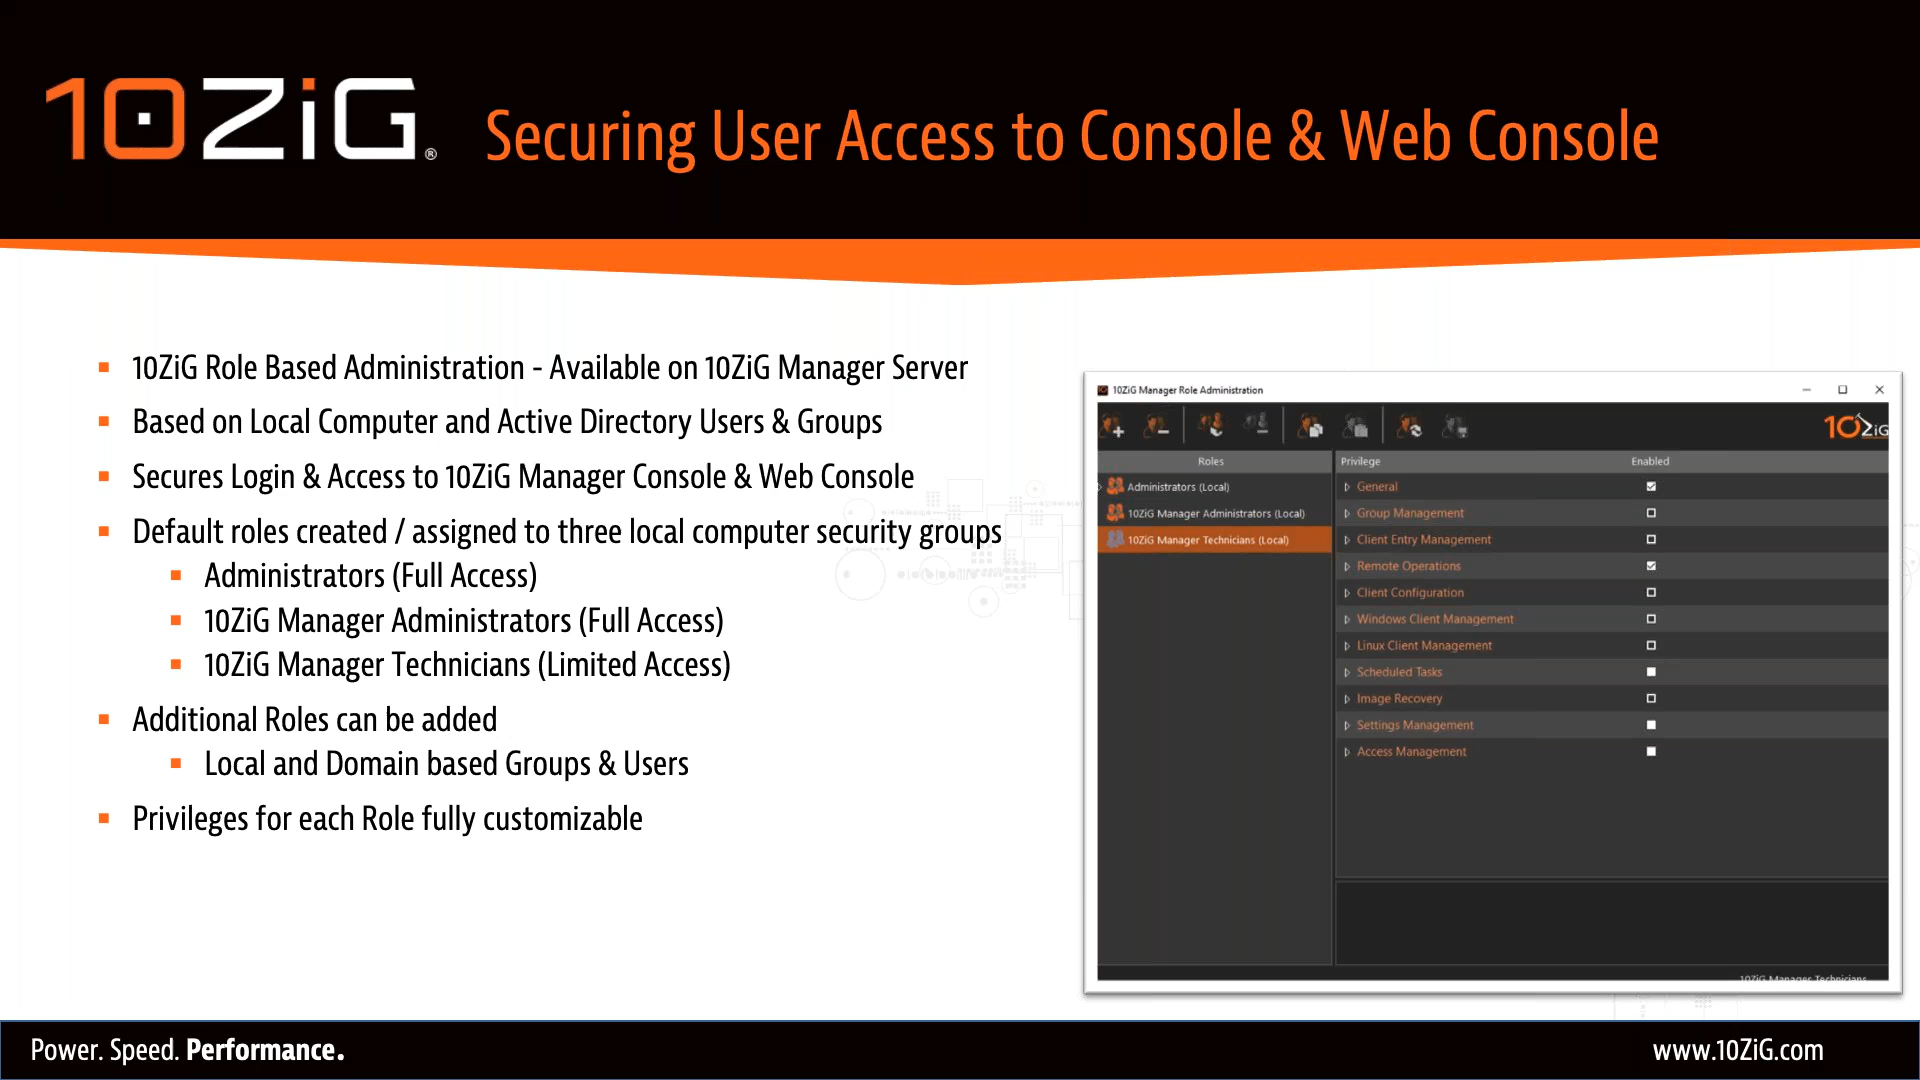 10ZiG® Securing User Access to Console & Web Console
10ZiG Role Based Administration - Available on 10ZiG Manager Server
Based on Local Computer and Active Directory Users & Groups
Secures Login & Access to 10ZiG Manager Console & Web Console
Default roles created / assigned to three local computer security groups
Administrators (Full Access)
10ZiG Manager Administrators (Full Access)
10ZiG Manager Technicians (Limited Access)
Additional Roles can be added
Local and Domain based Groups & Users
Privileges for each Role fully customizable
10ZiG Manager Role Administration
10ZiG
Roles
Administrators (Local)
10ZiG Manager Administrators (Local)
10ZiG Manager Technicians (Local)
Privilege Enabled
General
Group Management
Client Entry Management
Remote Operations
Client Configuration
Windows Client Management
Linux Client Management
Scheduled Tasks
Image Recovery
Settings Management
Access Management
10ZiG Manager Technicians
Power. Speed. Performance.
www.10ZiG.com